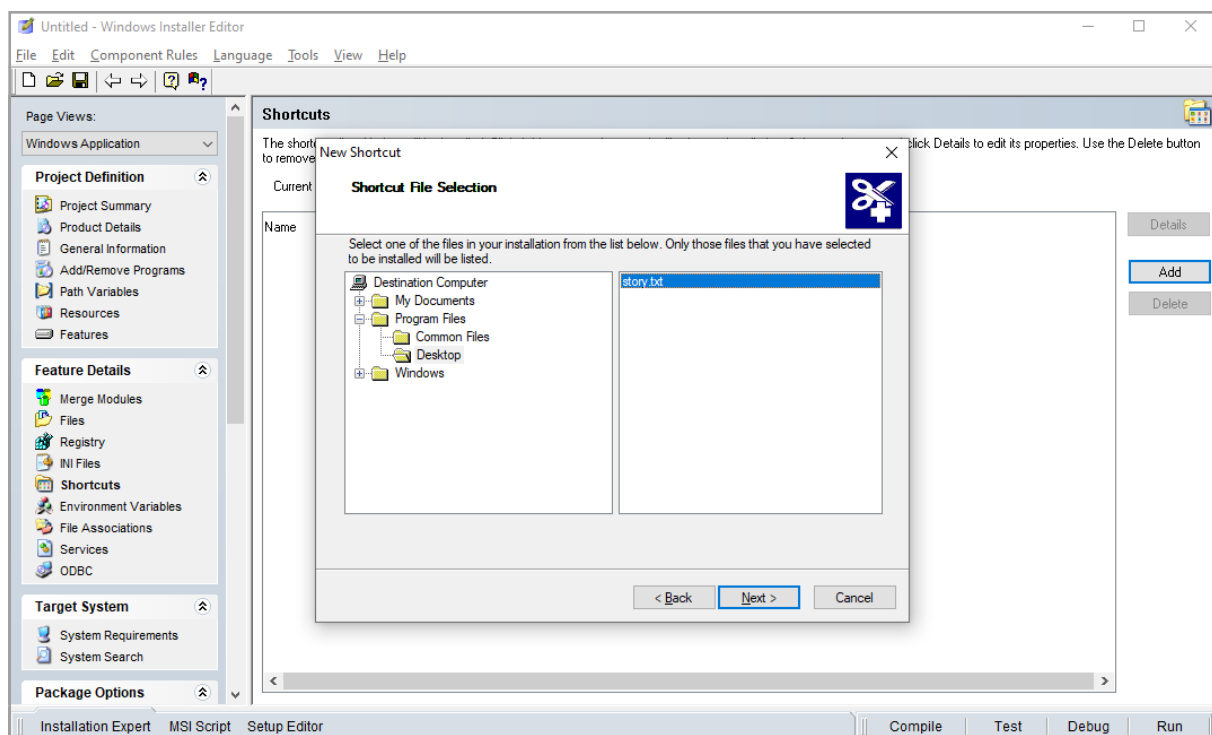 Untitled - Windows Installer Editor
File Edit Component Rules Language Tools View Help
Page Views:
Windows Application
Project Definition
Project Summary
Product Details
General Information
Add/Remove Programs
Path Variables
Resources
Features
Feature Details
Merge Modules
Files
Registry
INI Files
Shortcuts
Environment Variables
File Associations
Services
ODBC
Target System
System Requirements
System Search
Package Options
Shortcuts
The click Details to edit its properties. Use the Delete button
to remove
Current
Name
Details
Add
Delete
New Shortcut
Shortcut File Selection
Select one of the files in your installation from the list below. Only those files that you have selected
to be installed will be listed.
Destination Computer
My Documents
Program Files
Common Files
Desktop
Windows
story.txt
< Back Next > Cancel
Installation Expert MSI Script Setup Editor Compile Test Debug Run